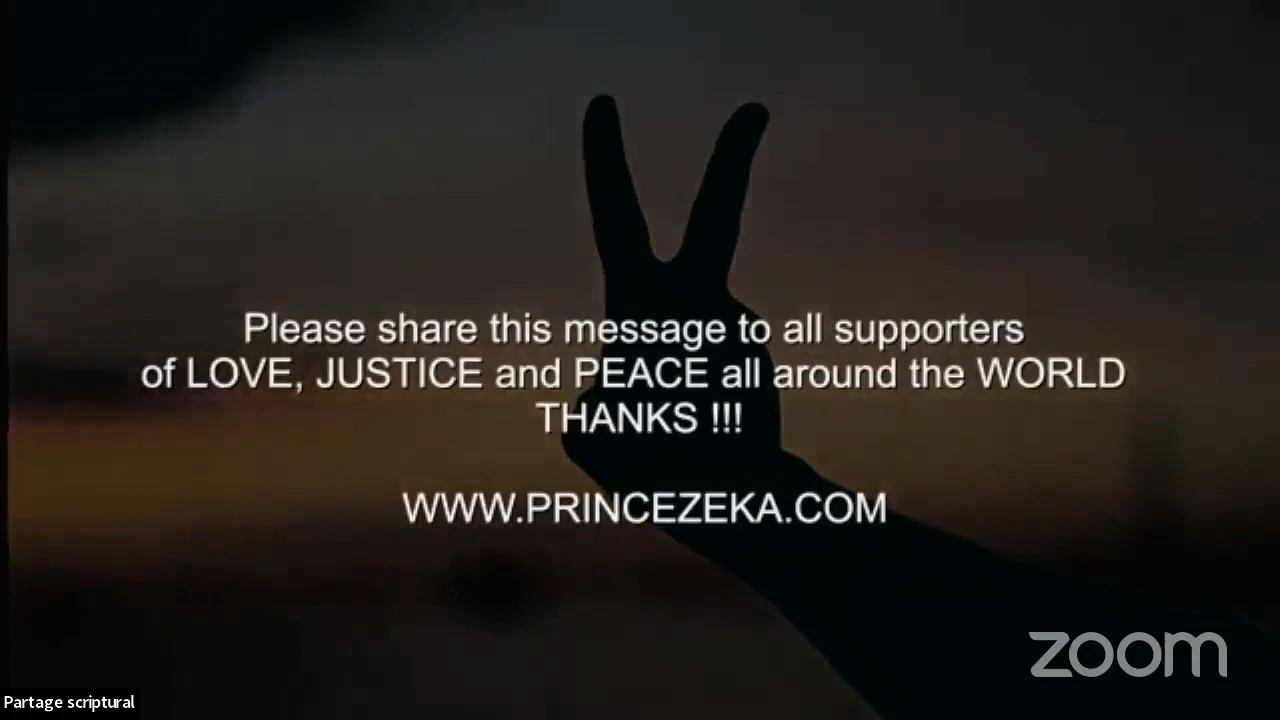 Please share this message to all supporters
of LOVE, JUSTICE and PEACE all around the WORLD
THANKS !!!
WWW.PRINCEZEKA.COM
zoom
Partage scriptural